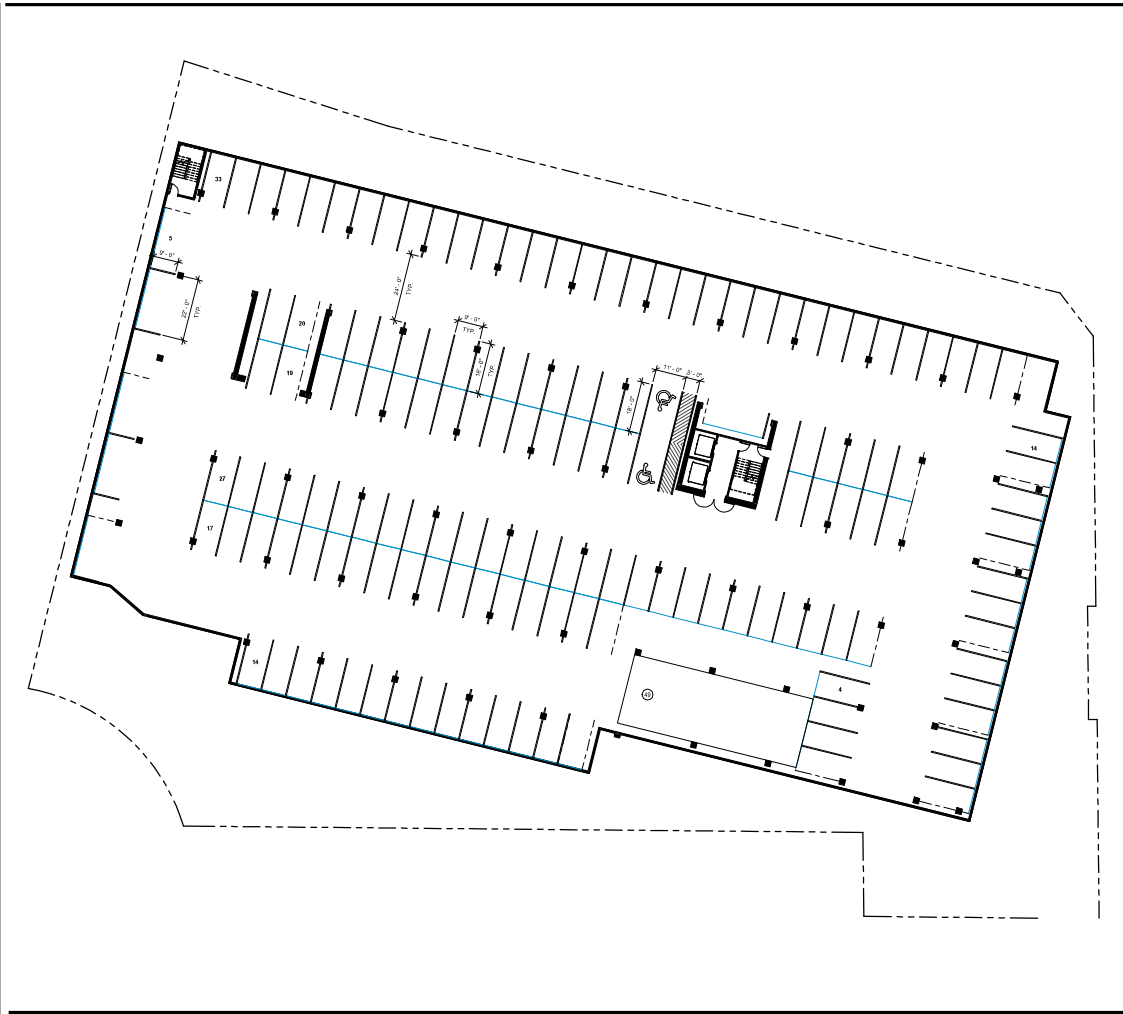 33
5
9' - 0"
22' - 0"
TYP.
24' - 0"
TYP.
20
19
9' - 0"
TYP.
18' - 0"
TYP.
11' - 0"
5' - 0"
18' - 0"
14
27
17
14
4
49